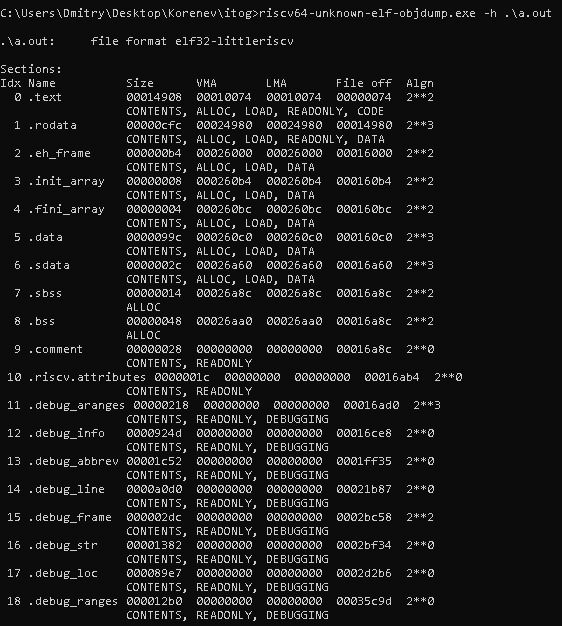 C:\Users\Dmitry\Desktop\Korenev\itog>riscv64-unknown-elf-objdump.exe -h .\a.out
.\a.out:     file format elf32-littleriscv
Sections:
Idx Name          Size      VMA       LMA       File off  Algn
  0 .text         00014908  00010074  00010074  00000074  2**2
                  CONTENTS, ALLOC, LOAD, READONLY, CODE
  1 .rodata       00000cfc  00024980  00024980  00014980  2**3
                  CONTENTS, ALLOC, LOAD, READONLY, DATA
  2 .eh_frame     000000b4  00026000  00026000  00016000  2**2
                  CONTENTS, ALLOC, LOAD, DATA
  3 .init_array   00000008  000260b4  000260b4  000160b4  2**2
                  CONTENTS, ALLOC, LOAD, DATA
  4 .fini_array   00000004  000260bc  000260bc  000160bc  2**2
                  CONTENTS, ALLOC, LOAD, DATA
  5 .data         0000099c  000260c0  000260c0  000160c0  2**3
                  CONTENTS, ALLOC, LOAD, DATA
  6 .sdata        0000002c  00026a60  00026a60  00016a60  2**3
                  CONTENTS, ALLOC, LOAD, DATA
  7 .sbss         00000014  00026a8c  00026a8c  00016a8c  2**2
                  ALLOC
  8 .bss          00000048  00026aa0  00026aa0  00016a8c  2**2
                  ALLOC
  9 .comment      00000028  00000000  00000000  00016a8c  2**0
                  CONTENTS, READONLY
 10 .riscv.attributes 0000001c  00000000  00000000  00016ab4  2**0
                  CONTENTS, READONLY
 11 .debug_aranges 00000218  00000000  00000000  00016ad0  2**3
                  CONTENTS, READONLY, DEBUGGING
 12 .debug_info   0000924d  00000000  00000000  00016ce8  2**0
                  CONTENTS, READONLY, DEBUGGING
 13 .debug_abbrev 00001c52  00000000  00000000  0001ff35  2**0
                  CONTENTS, READONLY, DEBUGGING
 14 .debug_line   0000a0d0  00000000  00000000  00021b87  2**0
                  CONTENTS, READONLY, DEBUGGING
 15 .debug_frame  000002dc  00000000  00000000  0002bc58  2**2
                  CONTENTS, READONLY, DEBUGGING
 16 .debug_str    00001382  00000000  00000000  0002bf34  2**0
                  CONTENTS, READONLY, DEBUGGING
 17 .debug_loc    000089e7  00000000  00000000  0002d2b6  2**0
                  CONTENTS, READONLY, DEBUGGING
 18 .debug_ranges 000012b0  00000000  00000000  00035c9d  2**0
                  CONTENTS, READONLY, DEBUGGING